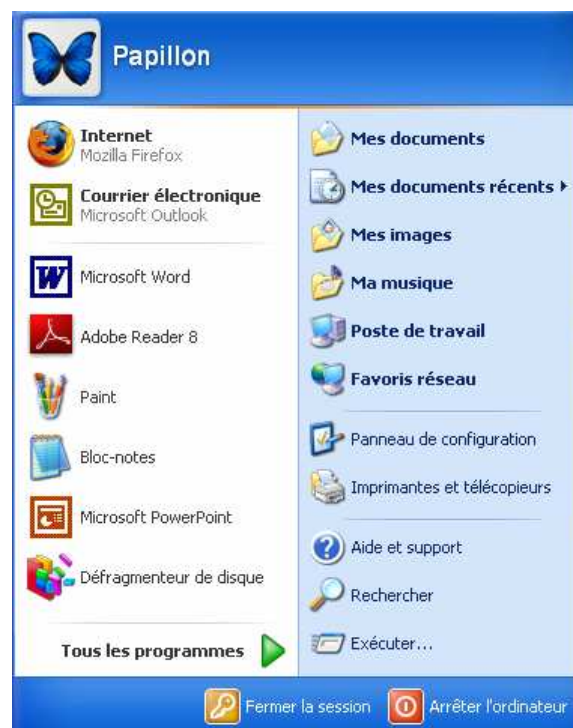 Papillon
Internet
Mozilla Firefox
Courrier électronique
Microsoft Outlook
Microsoft Word
Adobe Reader 8
Paint
Bloc-notes
Microsoft PowerPoint
Défragmenteur de disque
Tous les programmes
Mes documents
Mes documents récents
Mes images
Ma musique
Poste de travail
Favoris réseau
Panneau de configuration
Imprimantes et télécopieurs
Aide et support
Rechercher
Exécuter...
Fermer la session
Arrêter l'ordinateur